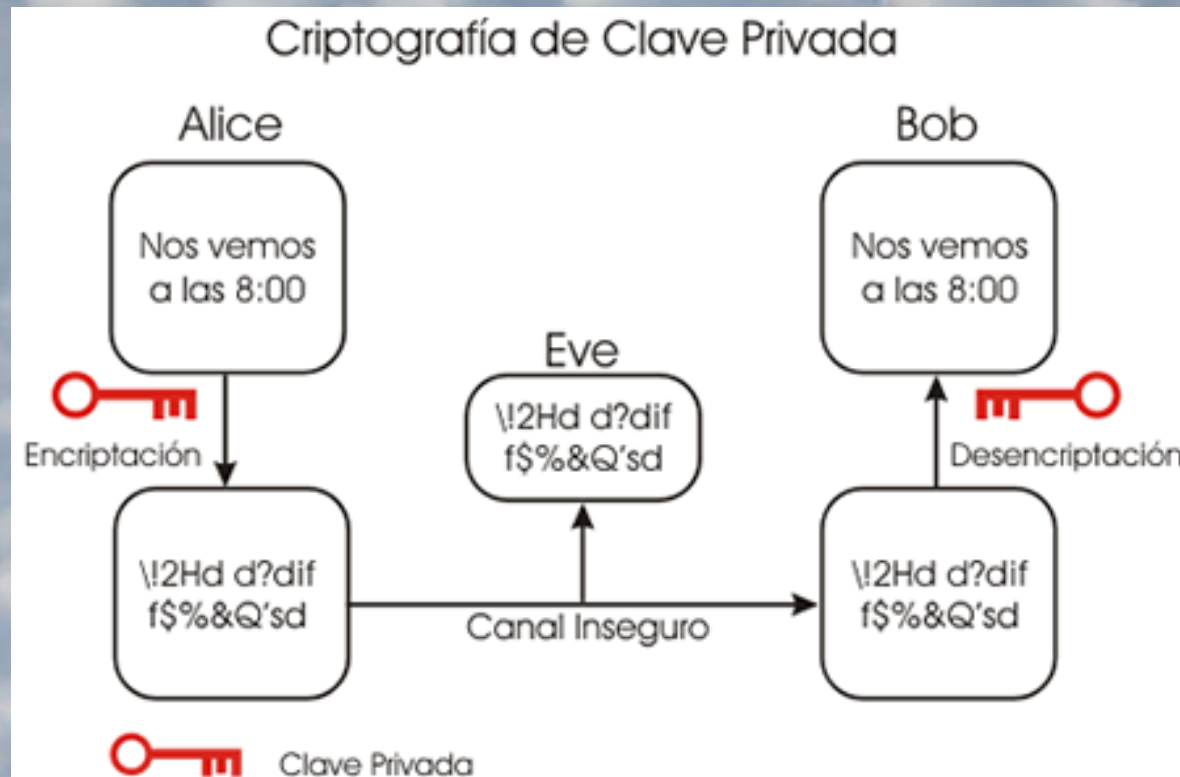 Criptografía de Clave Privada
Alice
Bob
Nos vemos
a las 8:00
Nos vemos
a las 8:00
Eve
\!2Hd d?dif
f$%&Q'sd
Encriptación
Desencriptación
\!2Hd d?dif
f$%&Q'sd
\!2Hd d?dif
f$%&Q'sd
Canal Inseguro
Clave Privada